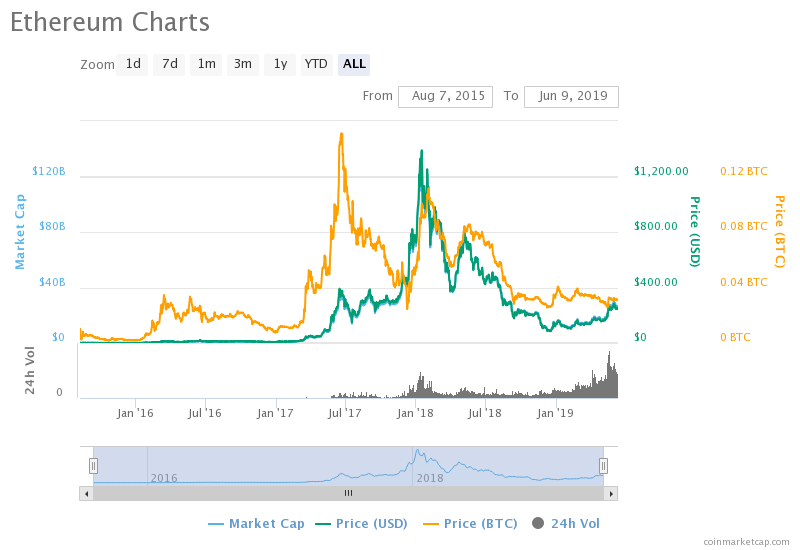 Ethereum Charts
Zoom 1d 7d 1m 3m 1y YTD ALL
From Aug 7, 2015 To Jun 9, 2019
$120B $1,200.00 0.12 BTC
$80B $800.00 0.08 BTC
$40B $400.00 0.04 BTC
$0 $0 0 BTC
Market Cap
Price (USD)
Price (BTC)
24h Vol
0
Jan '16 Jul '16 Jan '17 Jul '17 Jan '18 Jul '18 Jan '19
2016 2018
Market Cap Price (USD) Price (BTC) 24h Vol
coinmarketcap.com